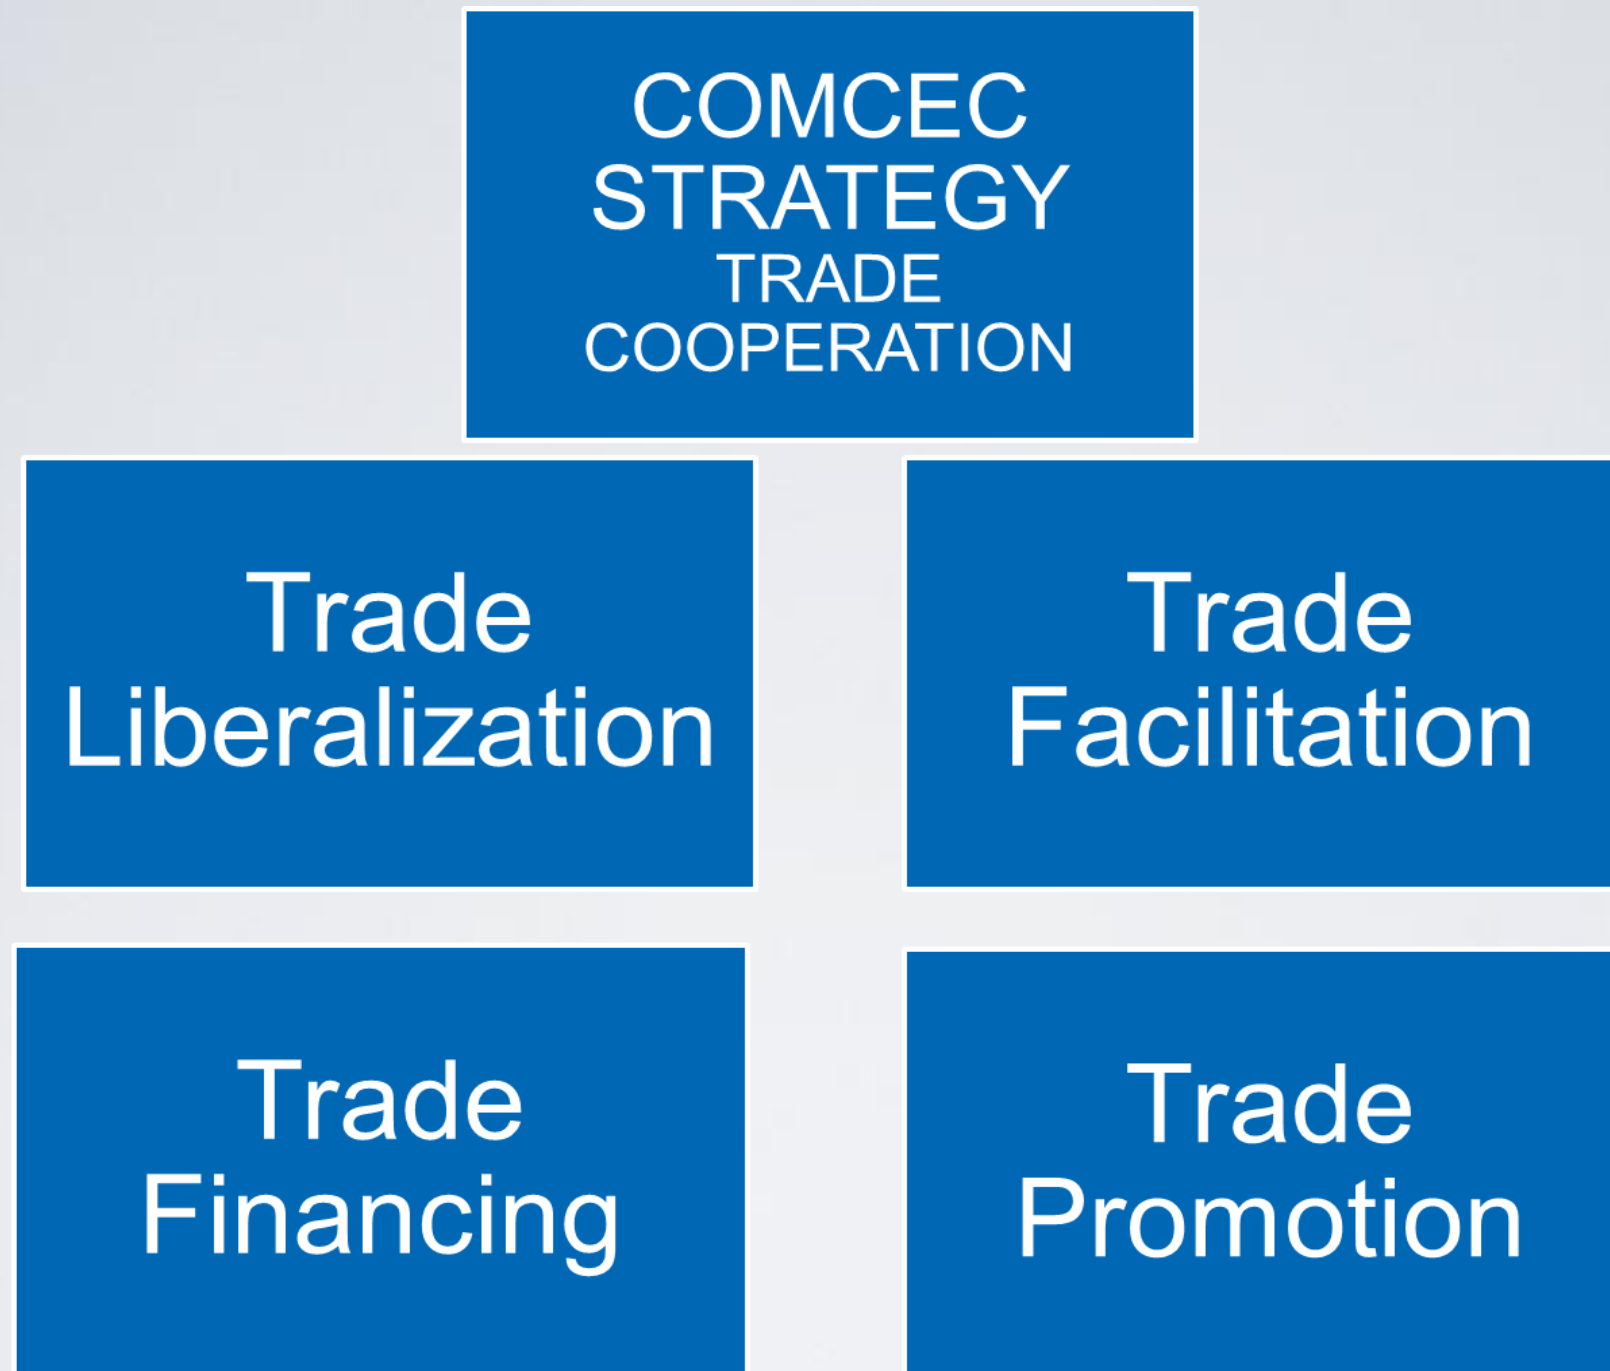 COMCEC
STRATEGY
TRADE
COOPERATION
Trade
Liberalization
Trade
Facilitation
Trade
Financing
Trade
Promotion